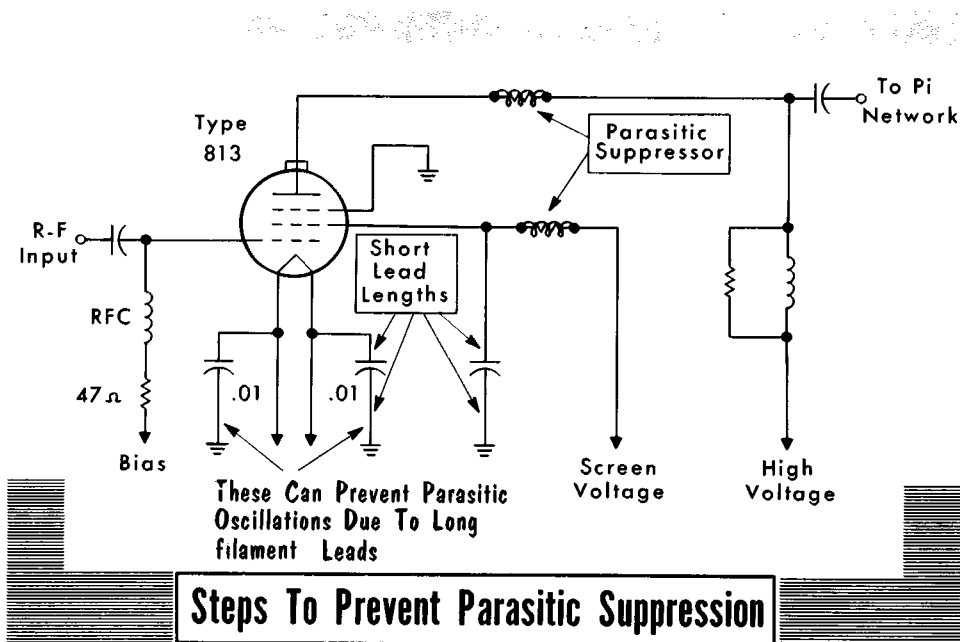 To Pi
Network
Type
813
Parasitic
Suppressor
R-F
Input
Short
Lead
Lengths
RFC
47Ω
.01
.01
Bias
Screen
Voltage
High
Voltage
These Can Prevent Parasitic
Oscillations Due To Long
filament Leads
Steps To Prevent Parasitic Suppression